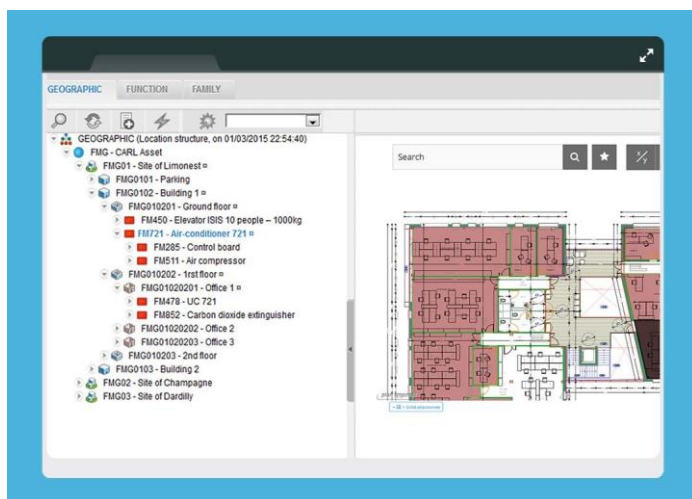 GEOGRAPHIC FUNCTION FAMILY
GEOGRAPHIC (Location structure, on 01/03/2015 22:54:40)
FMG - CARL Asset
FMG01 - Site of Limonest ¤
FMG0101 - Parking
FMG0102 - Building 1 ¤
FMG010201 - Ground floor ¤
FM450 - Elevator ISIS 10 people – 1000kg
FM721 - Air-conditioner 721 ¤
FM285 - Control board
FM511 - Air compressor
FMG010202 - 1rst floor ¤
FMG01020201 - Office 1 ¤
FM478 - UC 721
FM852 - Carbon dioxide extinguisher
FMG01020202 - Office 2
FMG01020203 - Office 3
FMG010203 - 2nd floor
FMG0103 - Building 2
FMG02 - Site of Champagne
FMG03 - Site of Dardilly
Search
X/Y